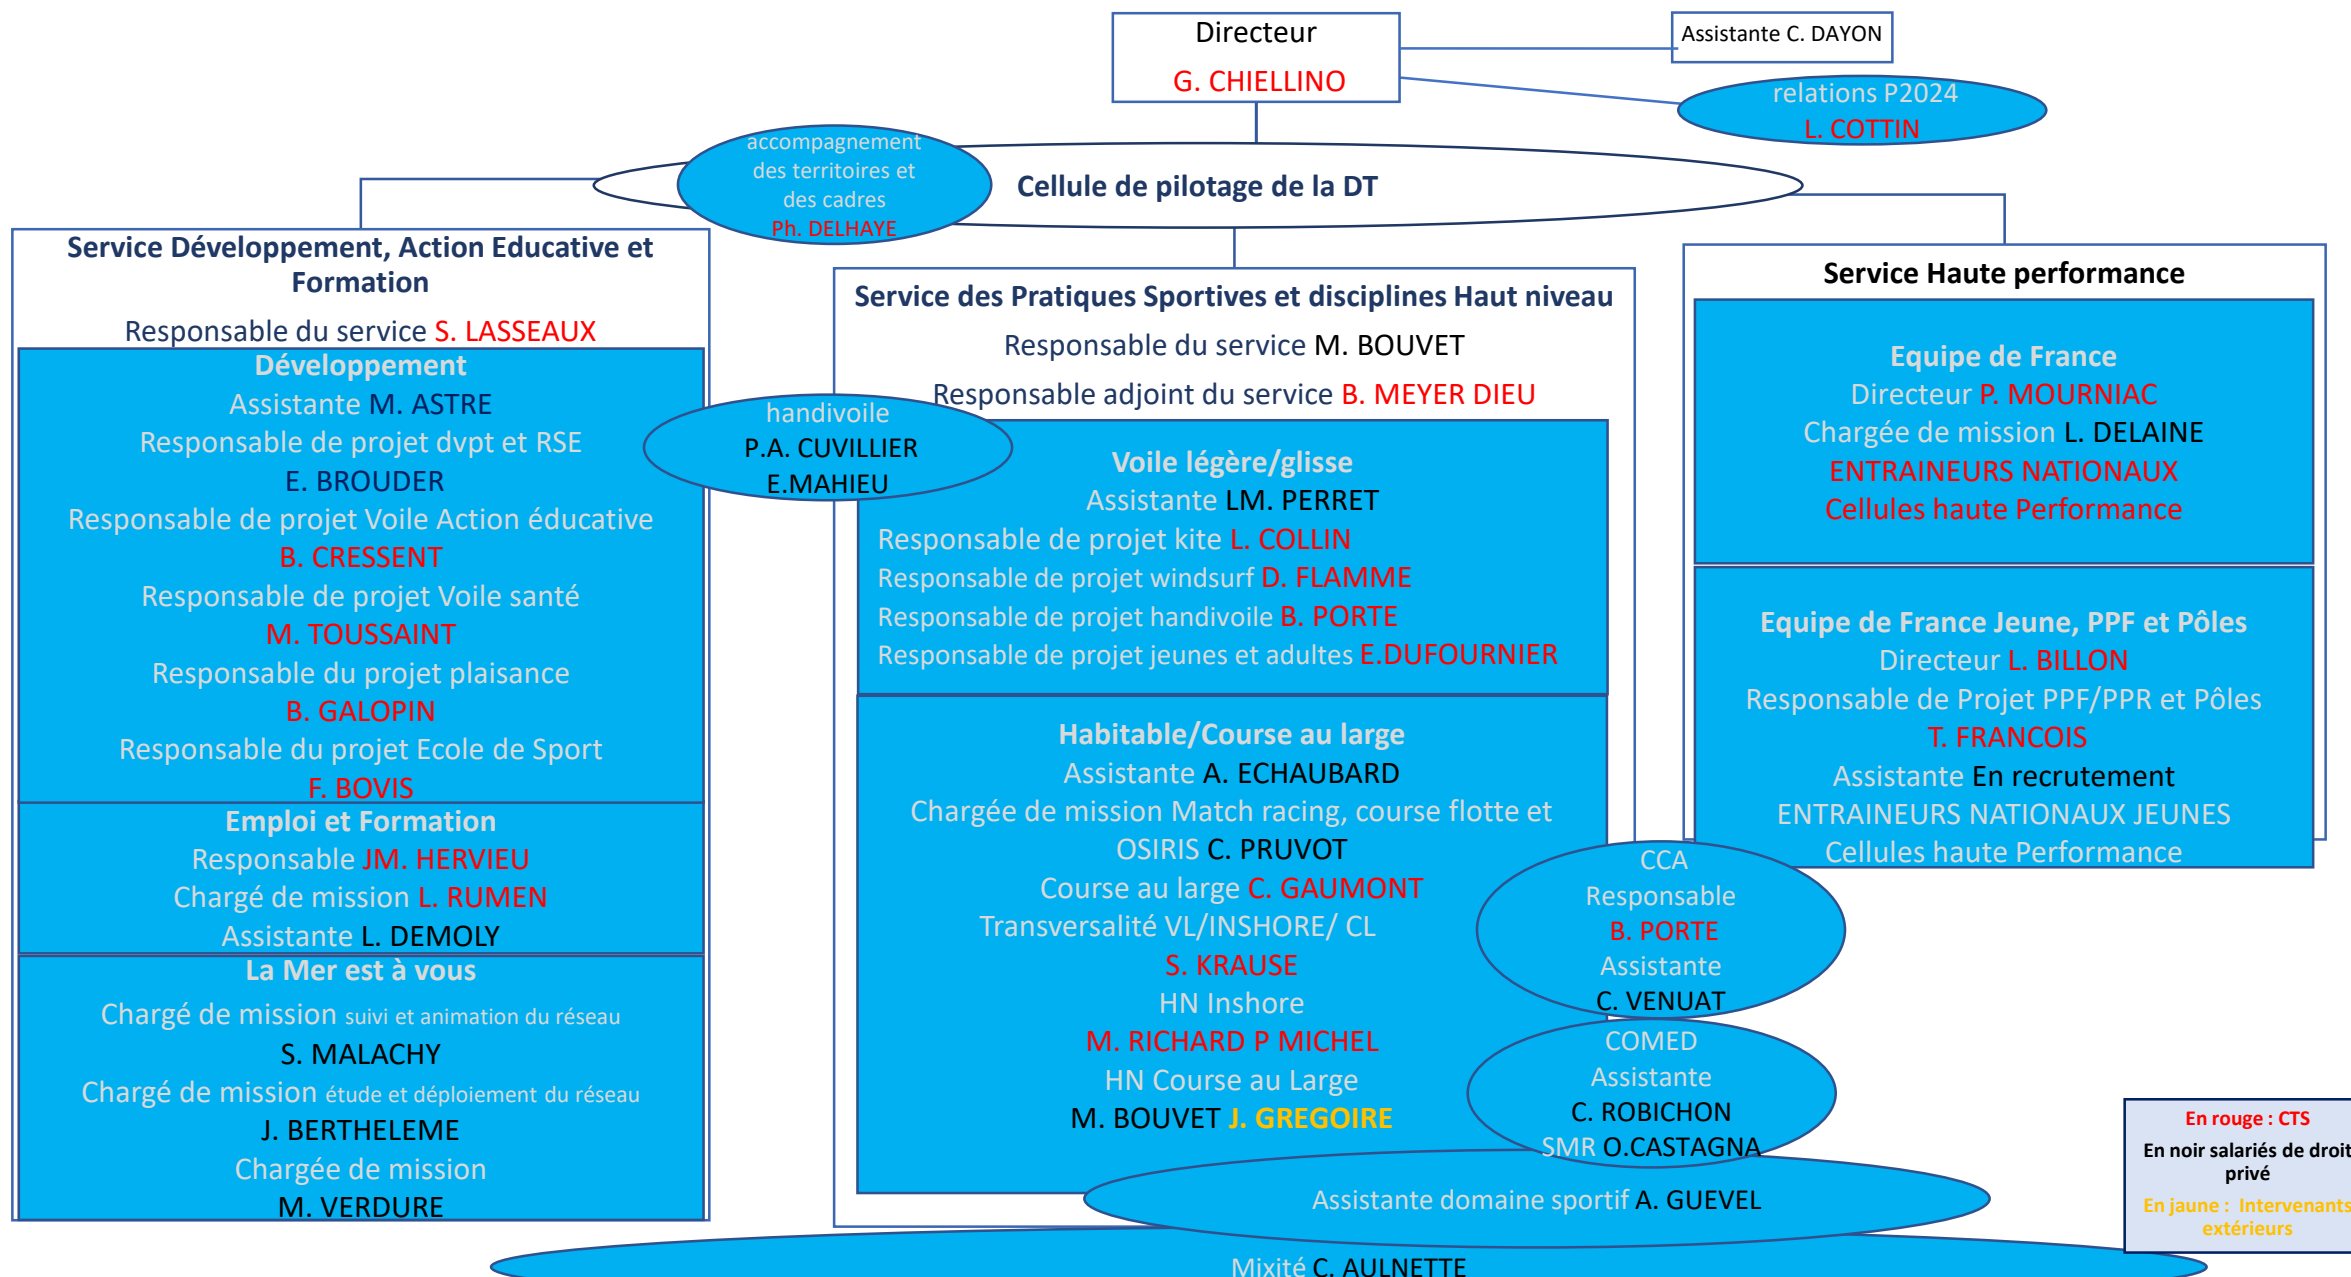 Directeur
G. CHIELLINO
Assistante C. DAYON
relations P2024
L. COTTIN
accompagnement
des territoires et
des cadres
Ph. DELHAYE
Cellule de pilotage de la DT
Service Développement, Action Educative et
Formation
Responsable du service S. LASSEAUX
Développement
Assistante M. ASTRE
Responsable de projet dvpt et RSE
E. BROUDER
Responsable de projet Voile Action éducative
B. CRESSENT
Responsable de projet Voile santé
M. TOUSSAINT
Responsable du projet plaisance
B. GALOPIN
Responsable du projet Ecole de Sport
F. BOVIS
Emploi et Formation
Responsable JM. HERVIEU
Chargé de mission L. RUMEN
Assistante L. DEMOLY
La Mer est à vous
Chargé de mission suivi et animation du réseau
S. MALACHY
Chargé de mission étude et déploiement du réseau
J. BERTHELEME
Chargée de mission
M. VERDURE
handivoile
P.A. CUVILLIER
E.MAHIEU
Service des Pratiques Sportives et disciplines Haut niveau
Responsable du service M. BOUVET
Responsable adjoint du service B. MEYER DIEU
Voile légère/glisse
Assistante LM. PERRET
Responsable de projet kite L. COLLIN
Responsable de projet windsurf D. FLAMME
Responsable de projet handivoile B. PORTE
Responsable de projet jeunes et adultes E.DUFOURNIER
Habitable/Course au large
Assistante A. ECHAUBARD
Chargée de mission Match racing, course flotte et
OSIRIS C. PRUVOT
Course au large C. GAUMONT
Transversalité VL/INSHORE/ CL
S. KRAUSE
HN Inshore
M. RICHARD P MICHEL
HN Course au Large
M. BOUVET J. GREGOIRE
Service Haute performance
Equipe de France
Directeur P. MOURNIAC
Chargée de mission L. DELAINE
ENTRAINEURS NATIONAUX
Cellules haute Performance
Equipe de France Jeune, PPF et Pôles
Directeur L. BILLON
Responsable de Projet PPF/PPR et Pôles
T. FRANCOIS
Assistante En recrutement
ENTRAINEURS NATIONAUX JEUNES
Cellules haute Performance
CCA
Responsable
B. PORTE
Assistante
C. VENUAT
COMED
Assistante
C. ROBICHON
SMR O.CASTAGNA
Assistante domaine sportif A. GUEVEL
Mixité C. AULNETTE
En rouge : CTS
En noir salariés de droit
privé
En jaune : Intervenants
extérieurs